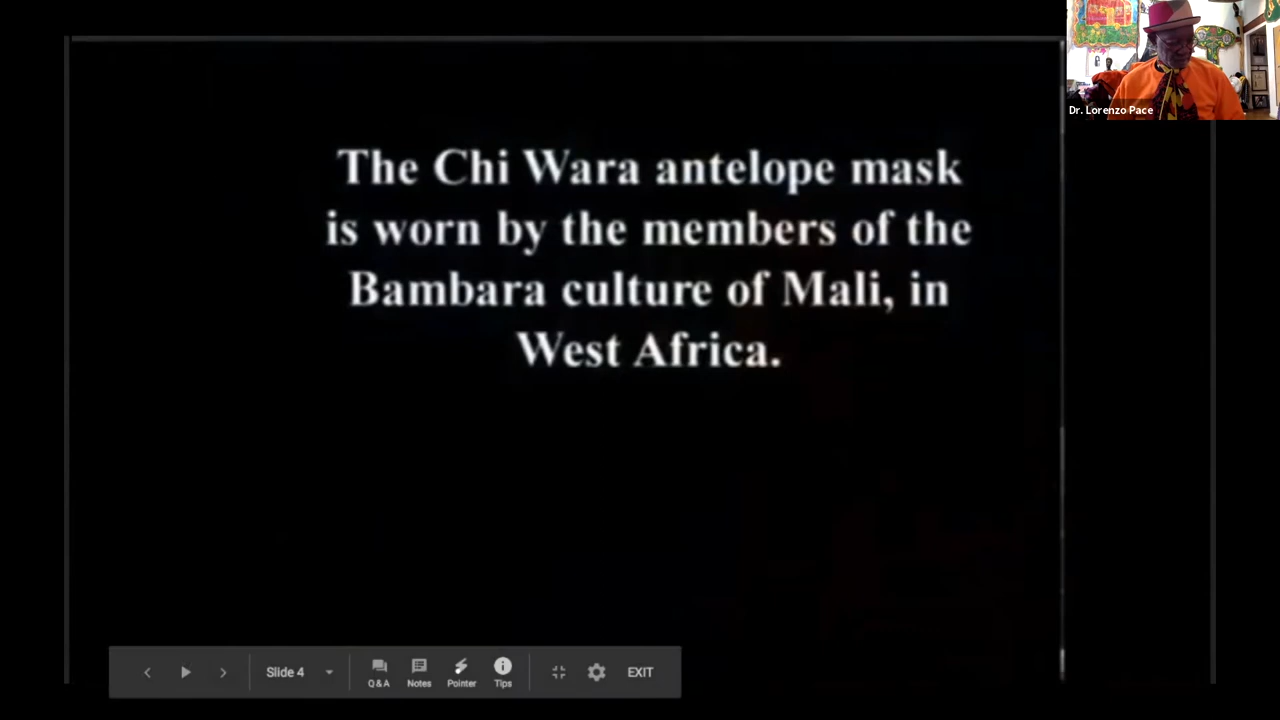 Dr. Lorenzo Pace
The Chi Wara antelope mask
is worn by the members of the
Bambara culture of Mali, in
West Africa.
Slide 4
Q&A
Notes
Pointer
Tips
EXIT